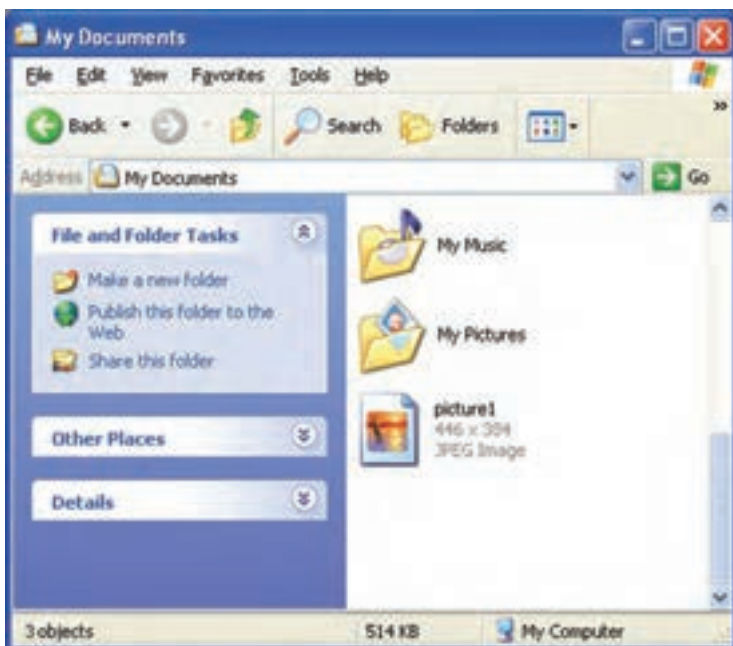 My Documents
File Edit View Favorites Tools Help
Back Search Folders »
Address My Documents Go
File and Folder Tasks
Make a new folder
Publish this folder to the
Web
Share this folder
Other Places
Details
My Music
My Pictures
picture1
446 x 384
JPEG Image
3 objects 514 KB My Computer